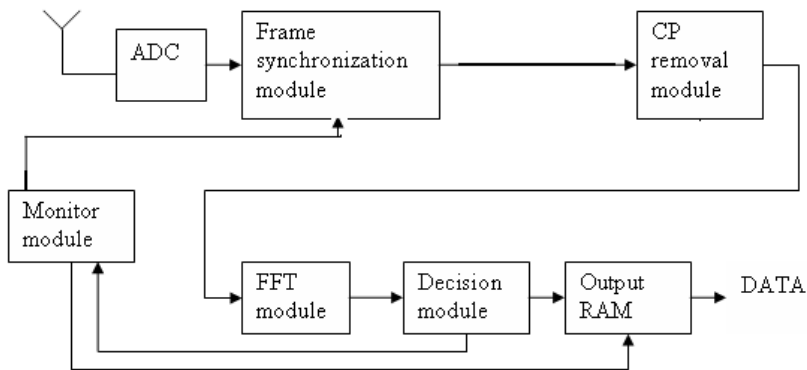 ADC
Frame
synchronization
module
CP
removal
module
Monitor
module
FFT
module
Decision
module
Output
RAM
DATA